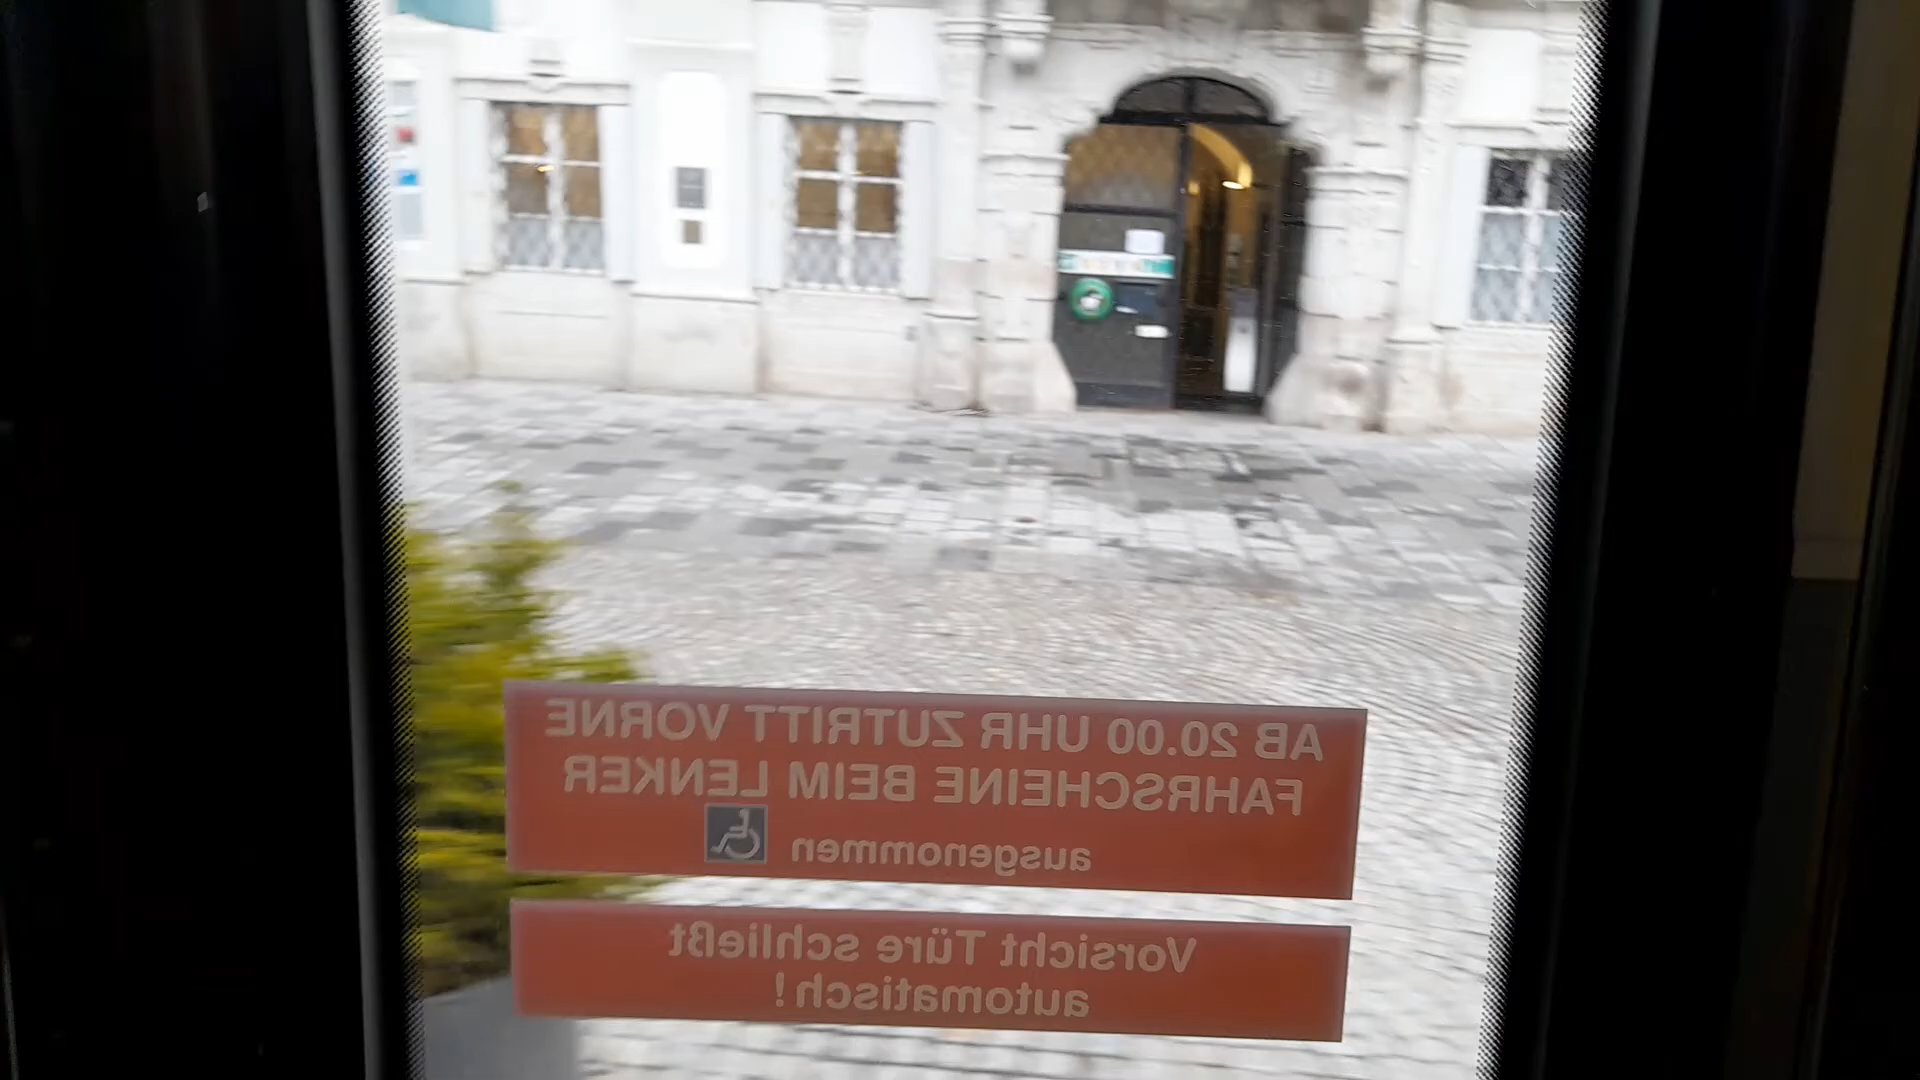 AB 20.00 UHR ZUTRITT VORNE
FAHRSCHEINE BEIM LENKER
ausgenommen
Vorsicht Türe schließt
automatisch!